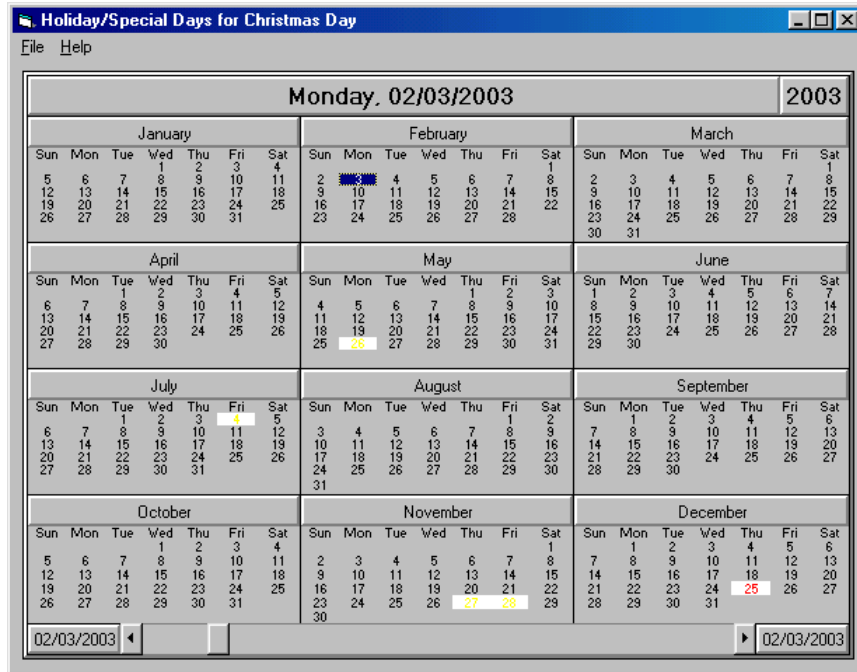 Holiday/Special Days for Christmas Day
File Help
Monday, 02/03/2003 2003
January
Sun Mon Tue Wed Thu Fri Sat
1 2 3 4
5 6 7 8 9 10 11
12 13 14 15 16 17 18
19 20 21 22 23 24 25
26 27 28 29 30 31
February
Sun Mon Tue Wed Thu Fri Sat
1
2 3 4 5 6 7 8
9 10 11 12 13 14 15
16 17 18 19 20 21 22
23 24 25 26 27 28
March
Sun Mon Tue Wed Thu Fri Sat
1
2 3 4 5 6 7 8
9 10 11 12 13 14 15
16 17 18 19 20 21 22
23 24 25 26 27 28 29
30 31
April
Sun Mon Tue Wed Thu Fri Sat
1 2 3 4 5
6 7 8 9 10 11 12
13 14 15 16 17 18 19
20 21 22 23 24 25 26
27 28 29 30
May
Sun Mon Tue Wed Thu Fri Sat
1 2 3
4 5 6 7 8 9 10
11 12 13 14 15 16 17
18 19 20 21 22 23 24
25 26 27 28 29 30 31
June
Sun Mon Tue Wed Thu Fri Sat
1 2 3 4 5 6 7
8 9 10 11 12 13 14
15 16 17 18 19 20 21
22 23 24 25 26 27 28
29 30
July
Sun Mon Tue Wed Thu Fri Sat
1 2 3 4 5
6 7 8 9 10 11 12
13 14 15 16 17 18 19
20 21 22 23 24 25 26
27 28 29 30 31
August
Sun Mon Tue Wed Thu Fri Sat
1 2
3 4 5 6 7 8 9
10 11 12 13 14 15 16
17 18 19 20 21 22 23
24 25 26 27 28 29 30
31
September
Sun Mon Tue Wed Thu Fri Sat
1 2 3 4 5 6
7 8 9 10 11 12 13
14 15 16 17 18 19 20
21 22 23 24 25 26 27
28 29 30
October
Sun Mon Tue Wed Thu Fri Sat
1 2 3 4
5 6 7 8 9 10 11
12 13 14 15 16 17 18
19 20 21 22 23 24 25
26 27 28 29 30 31
November
Sun Mon Tue Wed Thu Fri Sat
1
2 3 4 5 6 7 8
9 10 11 12 13 14 15
16 17 18 19 20 21 22
23 24 25 26 27 28 29
30
December
Sun Mon Tue Wed Thu Fri Sat
1 2 3 4 5 6
7 8 9 10 11 12 13
14 15 16 17 18 19 20
21 22 23 24 25 26 27
28 29 30 31
02/03/2003 02/03/2003